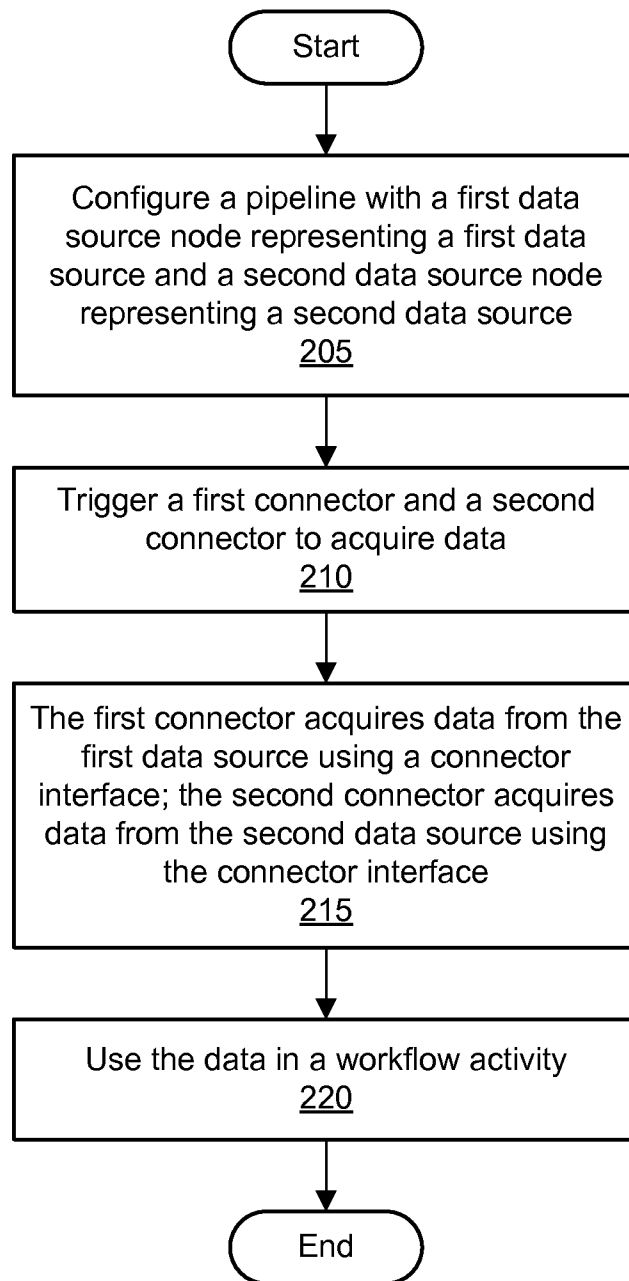 Start
Configure a pipeline with a first data
source node representing a first data
source and a second data source node
representing a second data source
205
Trigger a first connector and a second
connector to acquire data
210
The first connector acquires data from the
first data source using a connector
interface; the second connector acquires
data from the second data source using
the connector interface
215
Use the data in a workflow activity
220
End